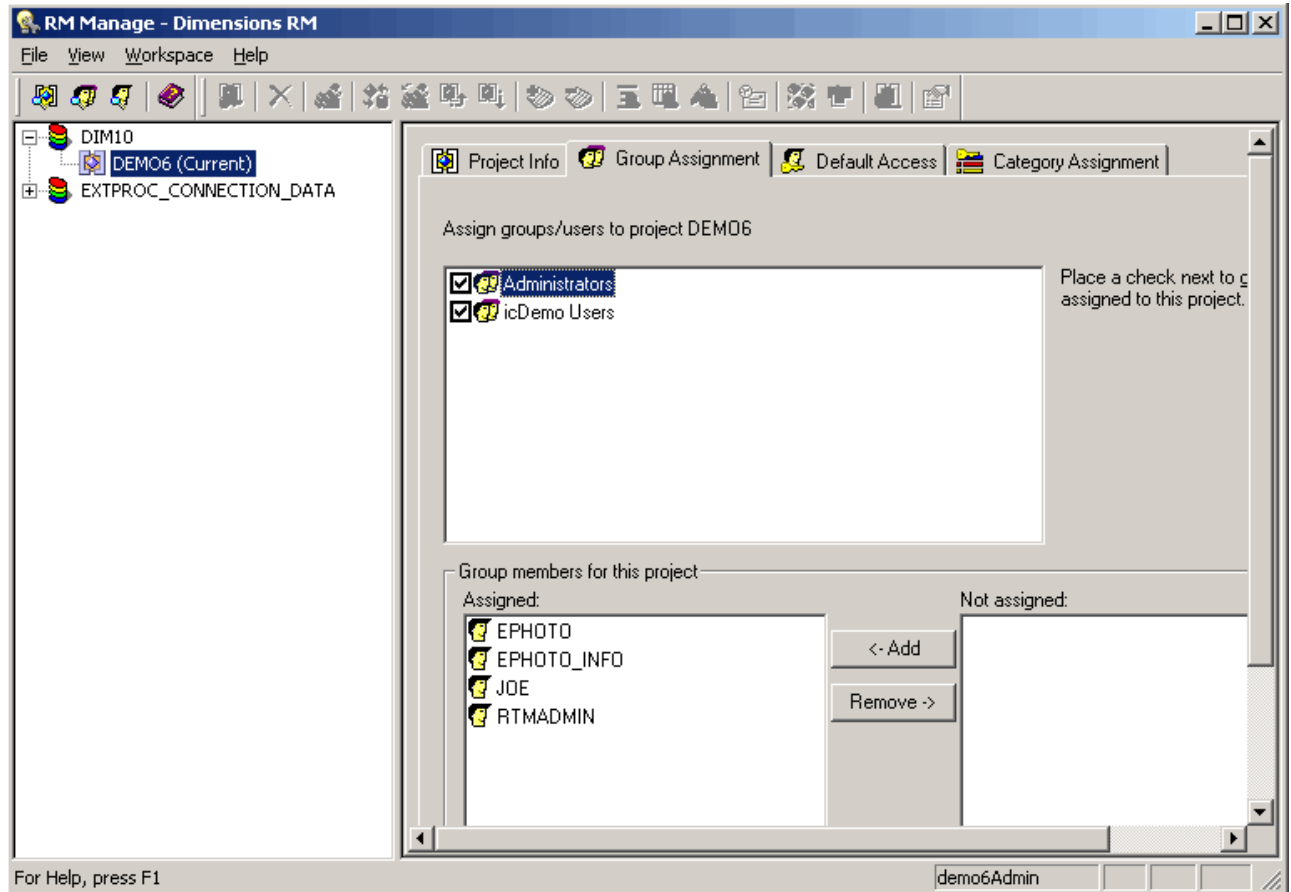 RM Manage - Dimensions RM
File View Workspace Help
DIM10
DEMO6 (Current)
EXTPROC_CONNECTION_DATA
Project Info Group Assignment Default Access Category Assignment
Assign groups/users to project DEMO6
Administrators
icDemo Users
Place a check next to
assigned to this project.
Group members for this project
Assigned:
Not assigned:
EPHOTO
EPHOTO_INFO
JOE
RTMADMIN
<- Add
Remove ->
For Help, press F1
demo6Admin